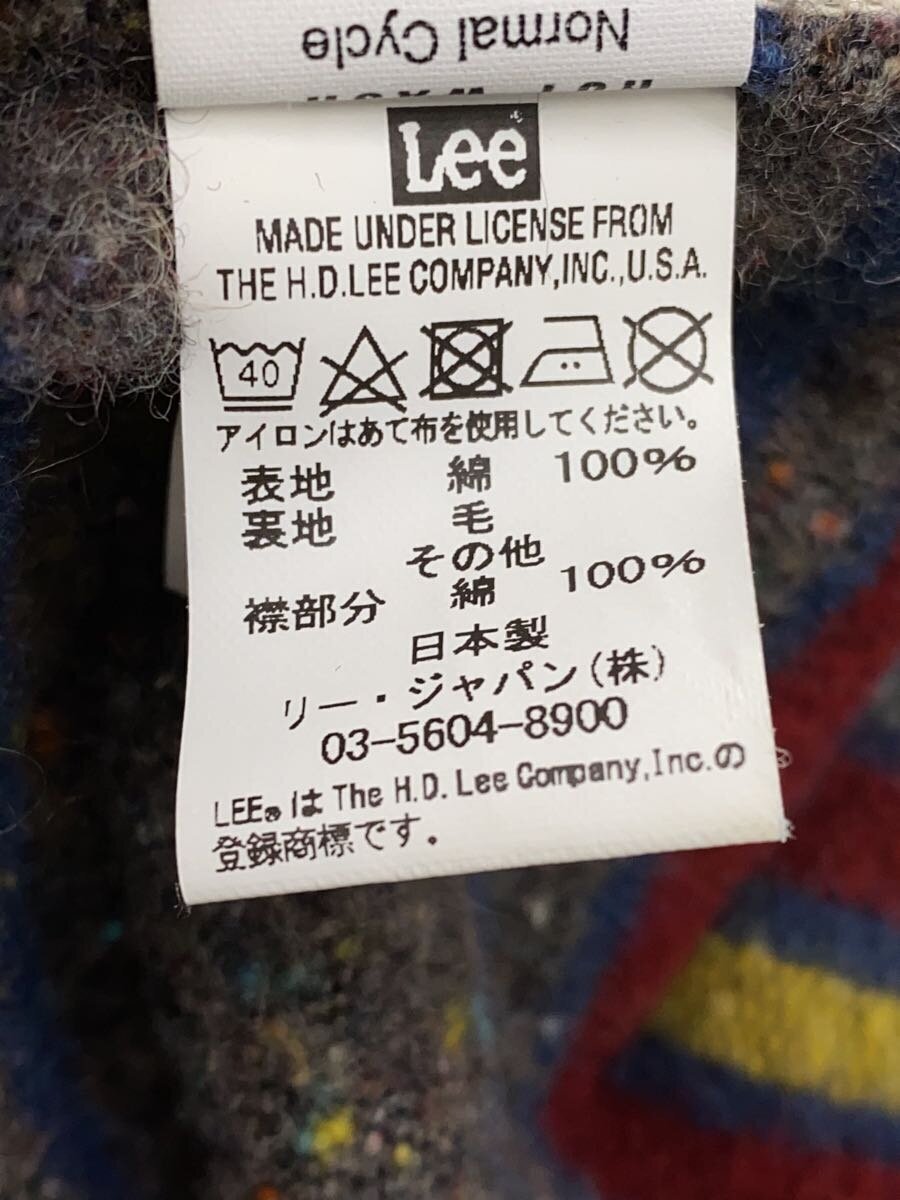 Normal Cycle
Lee
MADE UNDER LICENSE FROM
THE H.D.LEE COMPANY,INC.,U.S.A.
40
アイロンはあて布を使用してください。
表地 綿 100%
裏地 毛
その他
襟部分 綿 100%
日本製
リー・ジャパン(株)
03-5604-8900
LEE®は The H.D. Lee Company,Inc.の
登録商標です。